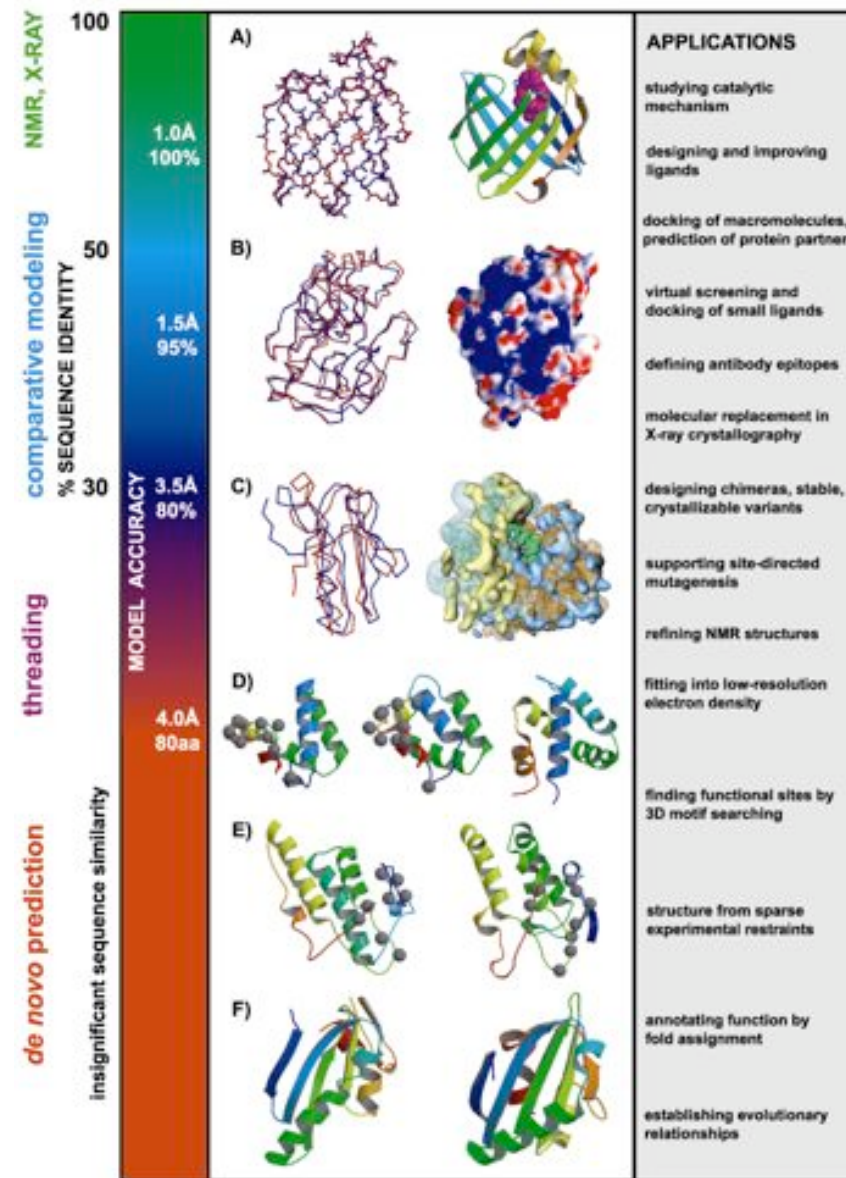 100
50
30
NMR, X-RAY
comparative modeling
threading
de novo prediction
% SEQUENCE IDENTITY
insignificant sequence similarity
MODEL ACCURACY
1.0Å
100%
1.5Å
95%
3.5Å
80%
4.0Å
80aa
A)
B)
C)
D)
E)
F)
APPLICATIONS
studying catalytic
mechanism
designing and improving
ligands
docking of macromolecules,
prediction of protein partner
virtual screening and
docking of small ligands
defining antibody epitopes
molecular replacement in
X-ray crystallography
designing chimeras, stable,
crystallizable variants
supporting site-directed
mutagenesis
refining NMR structures
fitting into low-resolution
electron density
finding functional sites by
3D motif searching
structure from sparse
experimental restraints
annotating function by
fold assignment
establishing evolutionary
relationships